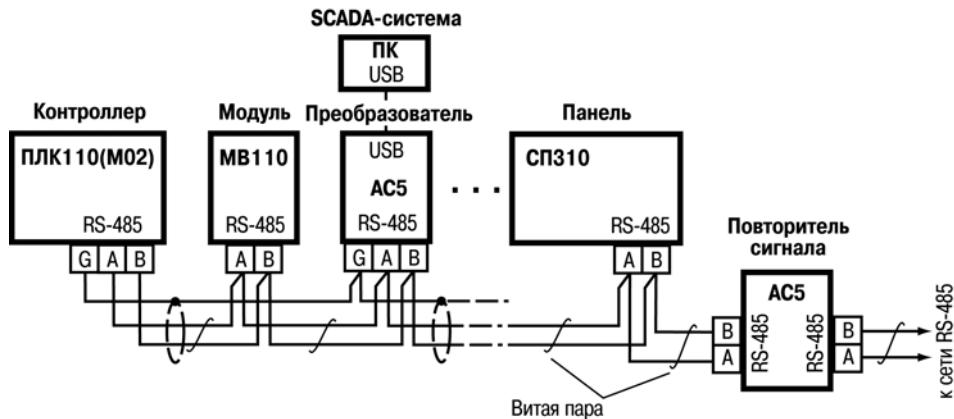 SCADA-система
ПК
USB
Контроллер
Модуль
Преобразователь
Панель
ПЛК110(М02)
RS-485
G A B
МВ110
RS-485
A B
USB
АС5
RS-485
G A B
. . .
СП310
RS-485
A B
Повторитель
сигнала
АС5
B
A
RS-485
RS-485
B
A
к сети RS-485
Витая пара